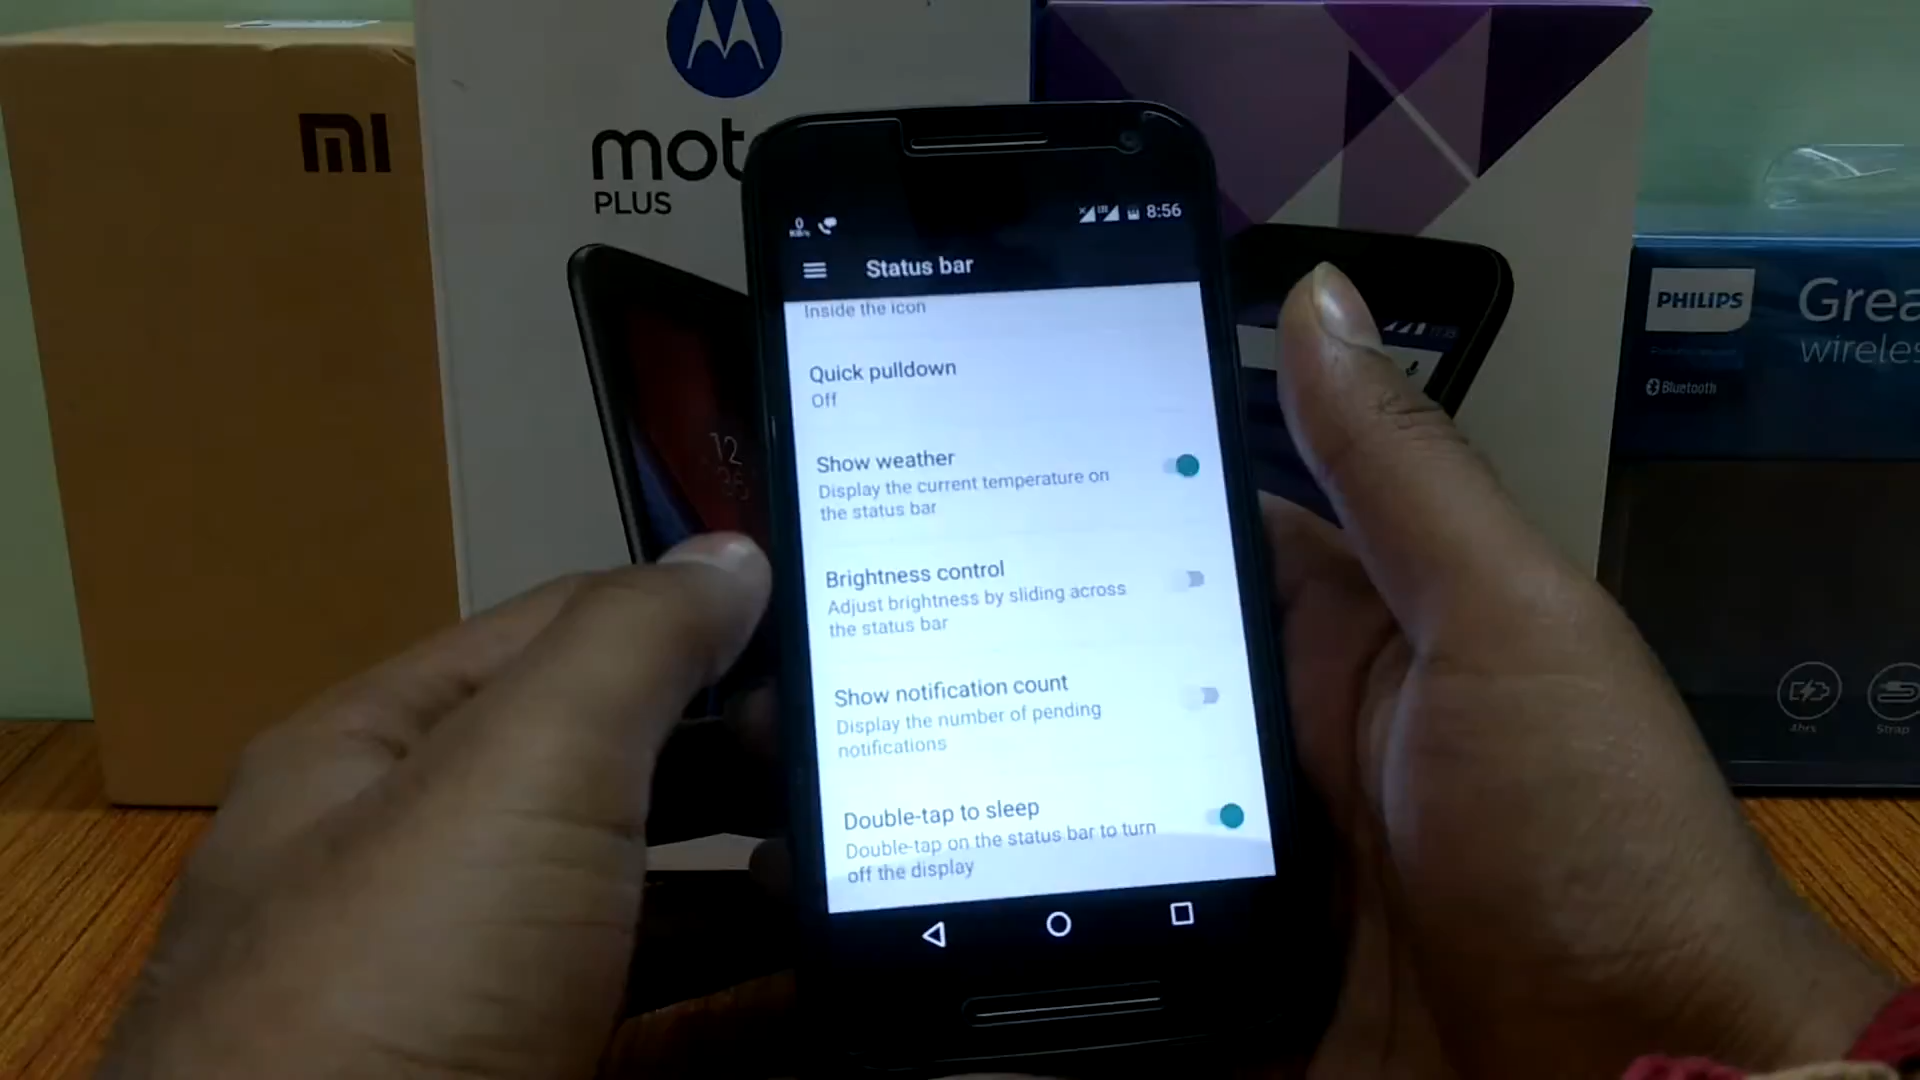 mi
moto
PLUS
8:56
Status bar
Inside the icon
Quick pulldown
Off
Show weather
Display the current temperature on
the status bar
Brightness control
Adjust brightness by sliding across
the status bar
Show notification count
Display the number of pending
notifications
Double-tap to sleep
Double-tap on the status bar to turn
off the display
12
PHILIPS
Grea
wireles
Bluetooth
4hrs
Strap